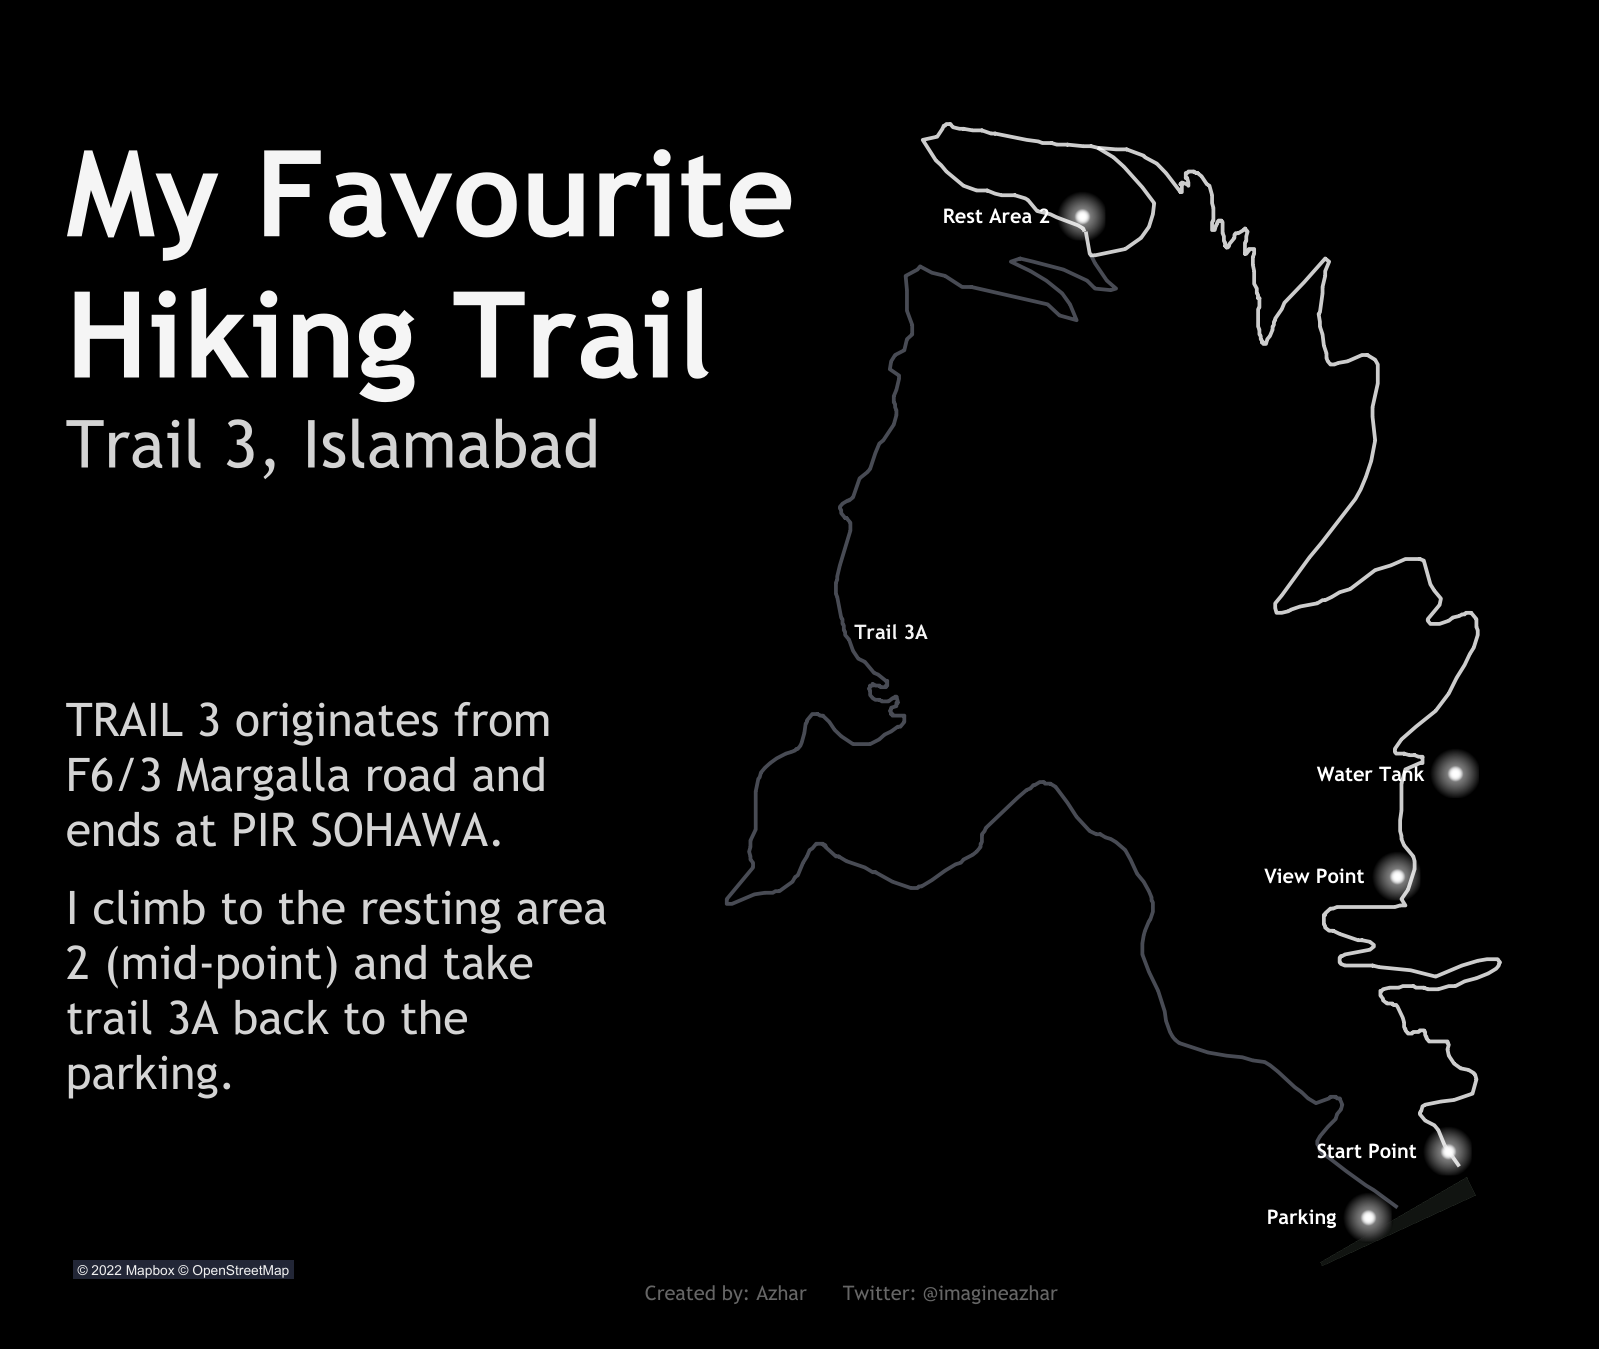 My Favourite
Hiking Trail
Trail 3, Islamabad
TRAIL 3 originates from
F6/3 Margalla road and
ends at PIR SOHAWA.
I climb to the resting area
2 (mid-point) and take
trail 3A back to the
parking.
Rest Area 2
Trail 3A
Water Tank
View Point
Start Point
Parking
© 2022 Mapbox © OpenStreetMap
Created by: Azhar Twitter: @imagineazhar